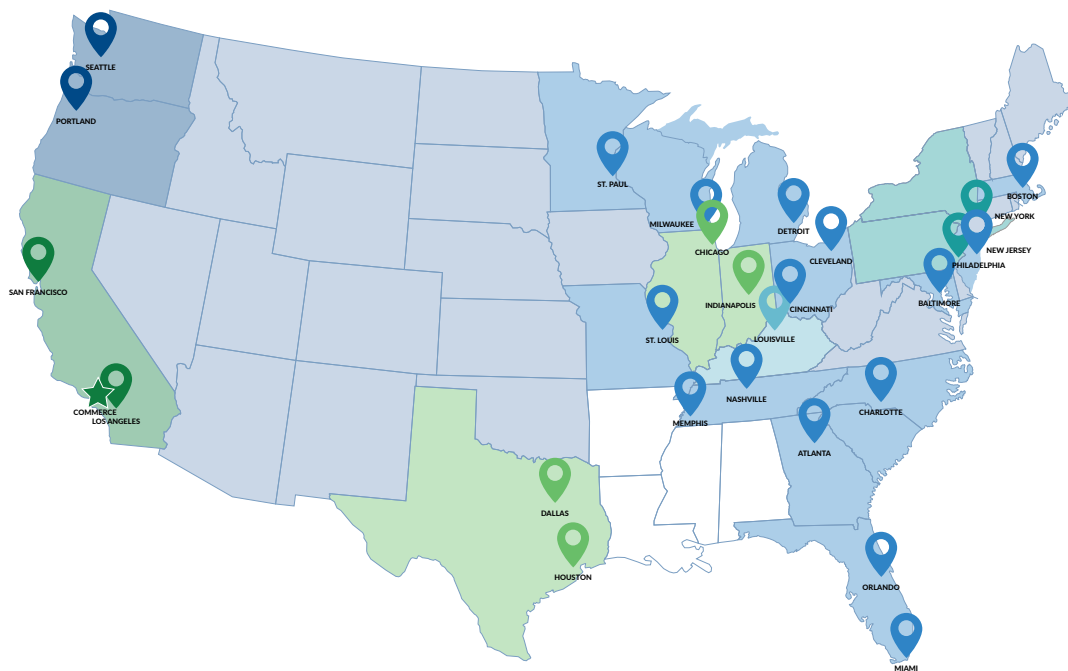 SEATTLE
PORTLAND
ST. PAUL
BOSTON
MILWAUKEE
NEW YORK
DETROIT
CHICAGO
NEW JERSEY
CLEVELAND
PHILADELPHIA
SAN FRANCISCO
INDIANAPOLIS
BALTIMORE
CINCINNATI
ST. LOUIS
LOUISVILLE
NASHVILLE
COMMERCE
CHARLOTTE
LOS ANGELES
MEMPHIS
ATLANTA
DALLAS
HOUSTON
ORLANDO
MIAMI